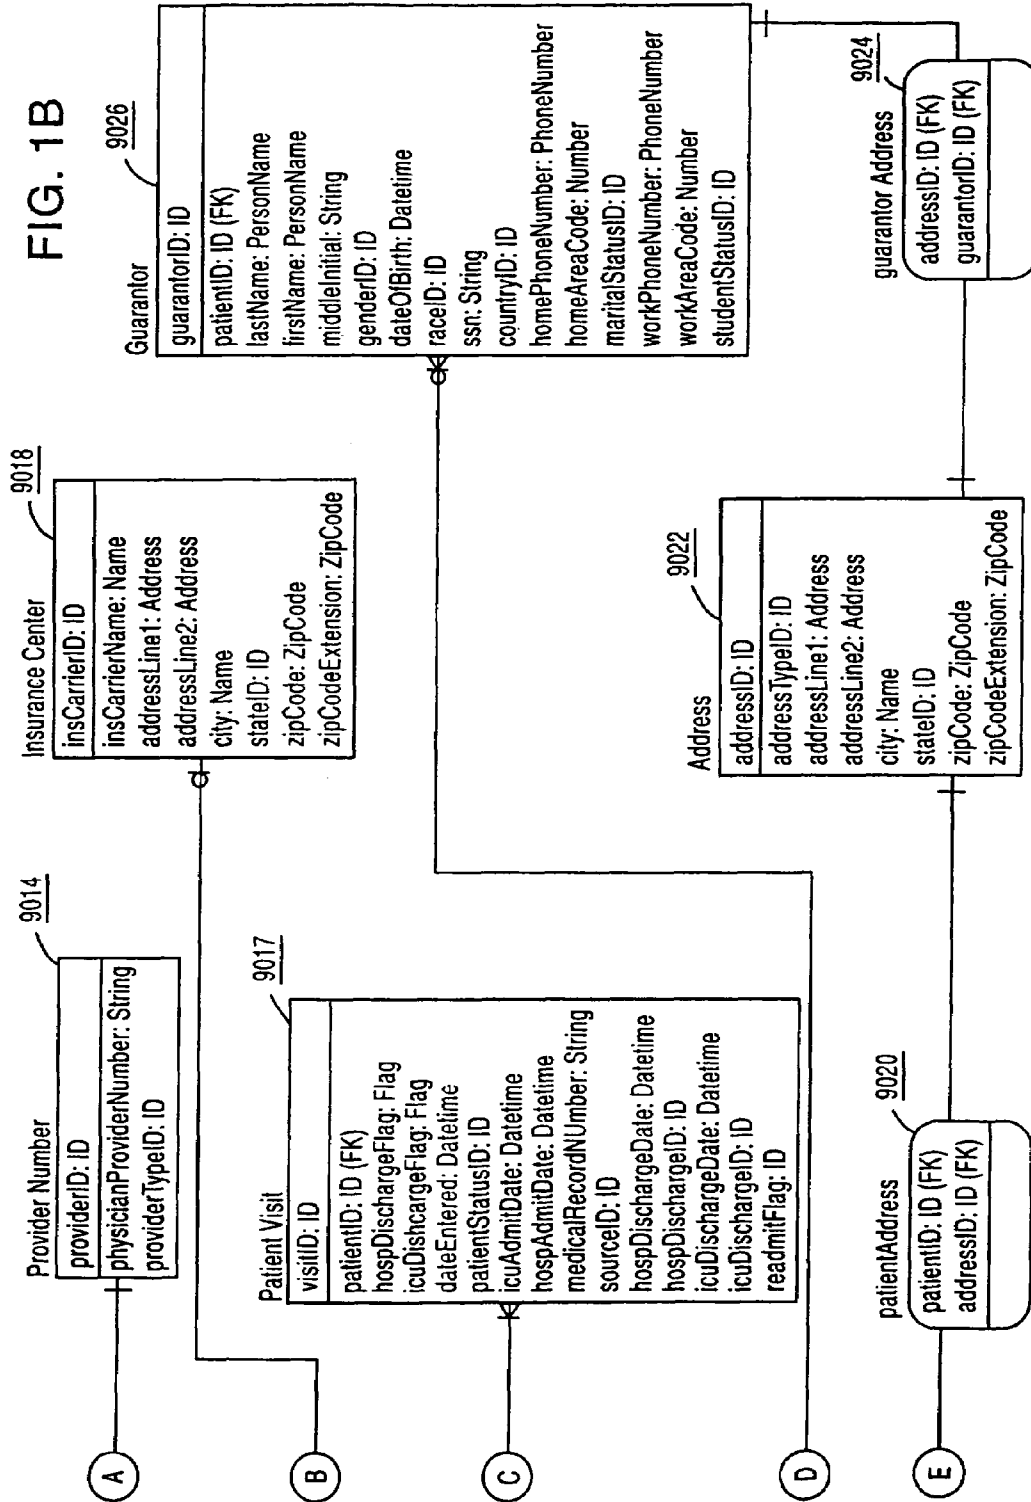 FIG. 1B
Provider Number
9014
providerID: ID
physicianProviderNumber: String
providerTypeID: ID
A
Insurance Center
9018
insCarrierID: ID
insCarrierName: Name
addressLine1: Address
addressLine2: Address
city: Name
stateID: ID
zipCode: ZipCode
zipCodeExtension: ZipCode
B
Patient Visit
9017
visitID: ID
patientID: ID (FK)
hospDischargeFlag: Flag
icuDishcargeFlag: Flag
dateEntered: Datetime
patientStatusID: ID
icuAdmitDate: Datetime
hospAdmitDate: Datetime
medicalRecordNUmber: String
sourceID: ID
hospDischargeDate: Datetime
hospDischargeID: ID
icuDischargeDate: Datetime
icuDischargeID: ID
readmitFlag: ID
C
Guarantor
9026
guarantorID: ID
patientID: ID (FK)
lastName: PersonName
firstName: PersonName
middleInitial: String
genderID: ID
dateOfBirth: Datetime
raceID: ID
ssn: String
countryID: ID
homePhoneNumber: PhoneNumber
homeAreaCode: Number
maritalStatusID: ID
workPhoneNumber: PhoneNumber
workAreaCode: Number
studentStatusID: ID
D
patientAddress
9020
patientID: ID (FK)
addressID: ID (FK)
E
Address
9022
addressID: ID
addressTypeID: ID
addressLine1: Address
addressLine2: Address
city: Name
stateID: ID
zipCode: ZipCode
zipCodeExtension: ZipCode
guarantor Address
9024
addressID: ID (FK)
guarantorID: ID (FK)